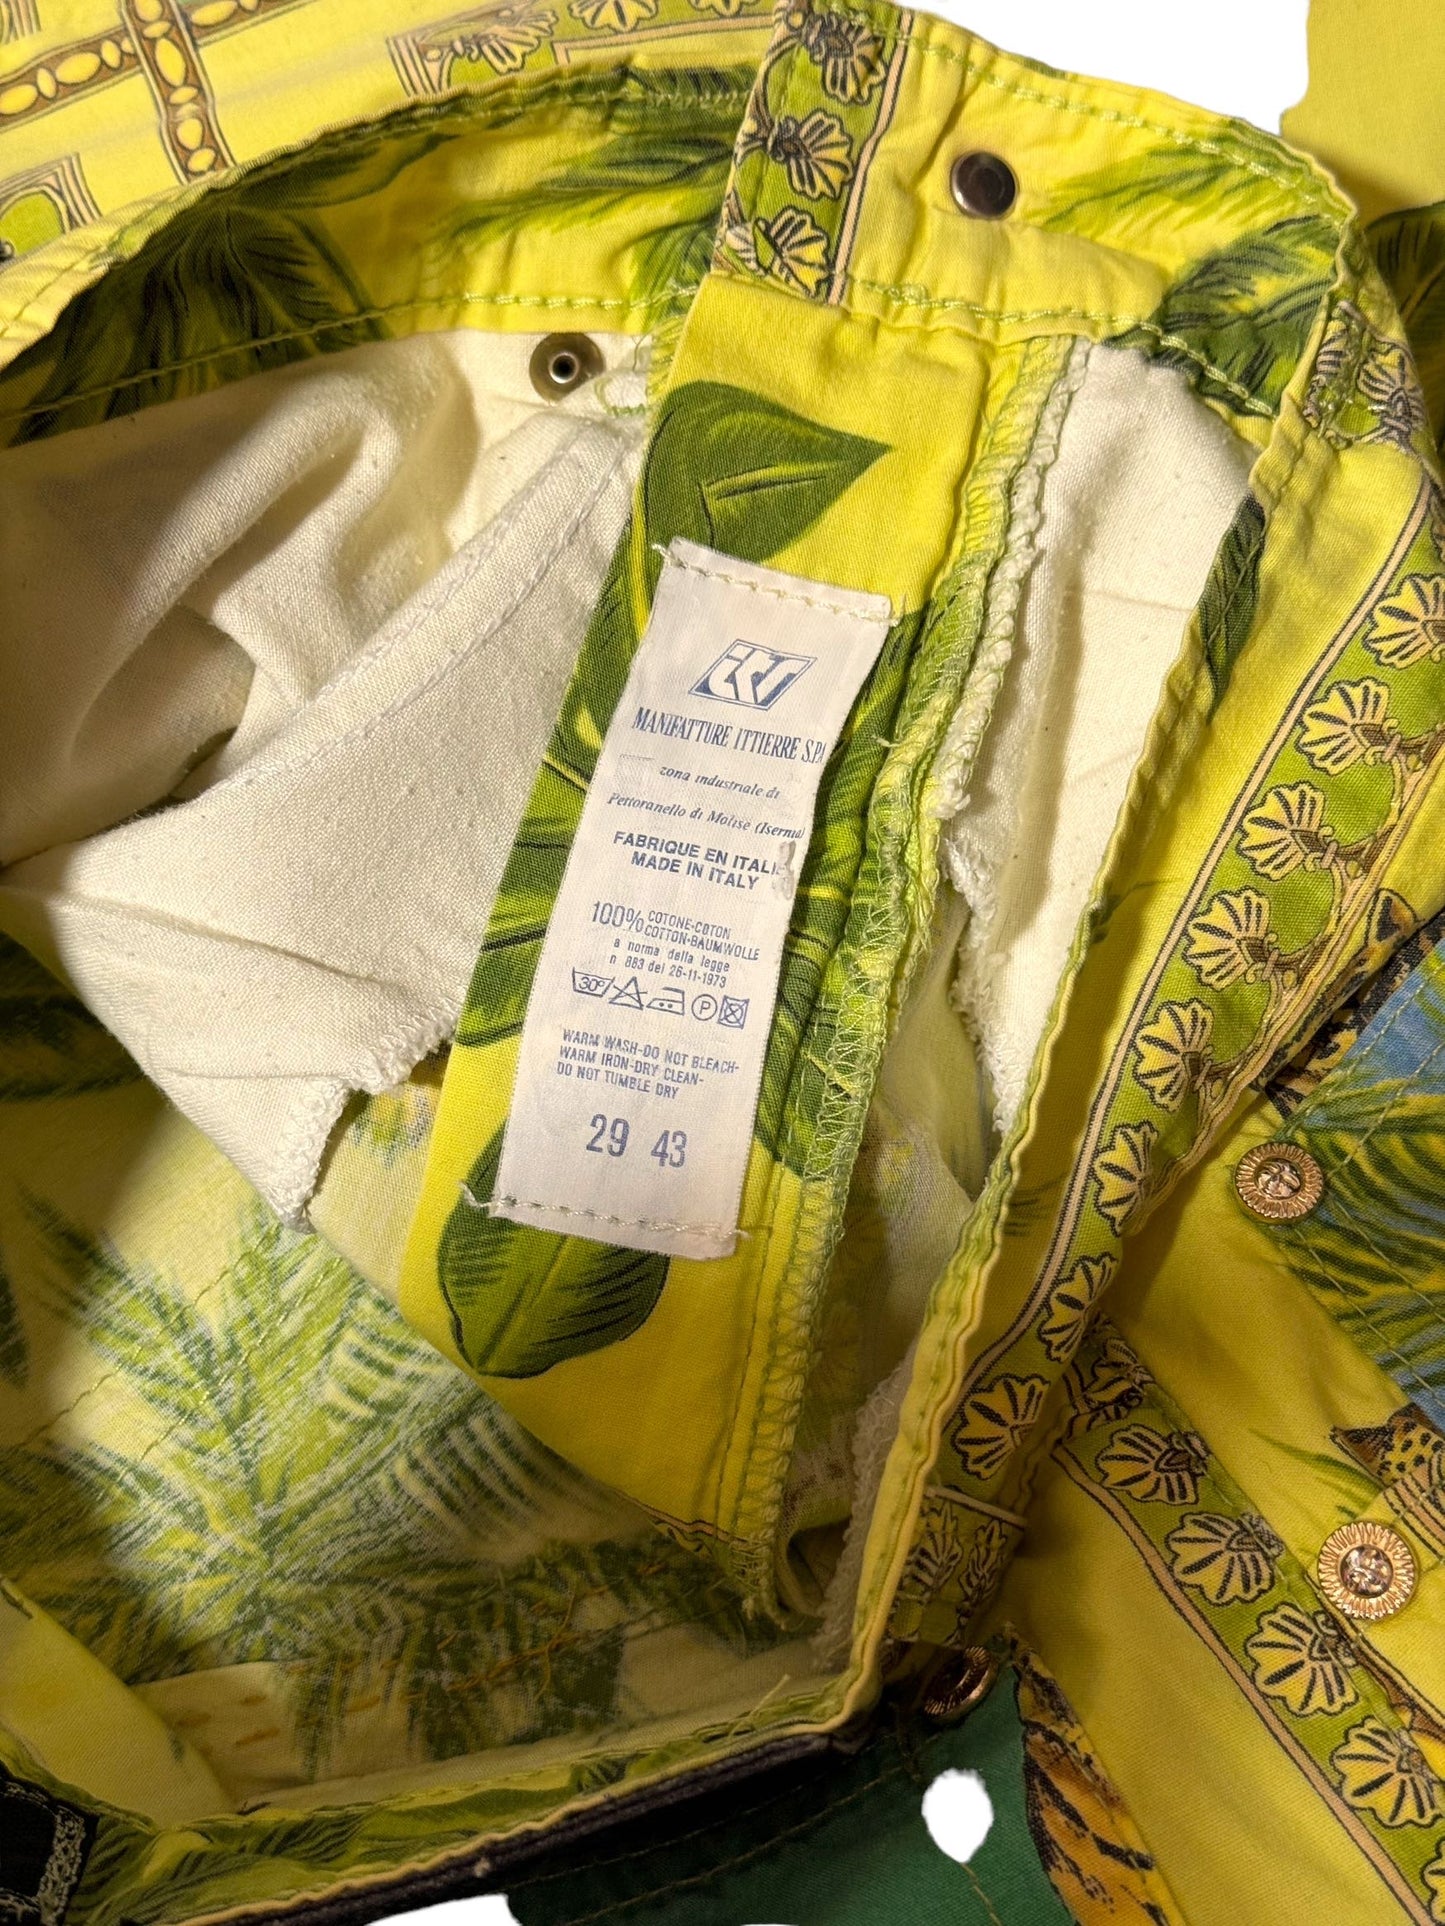 itr
MANIFATTURE ITTIERRE S.P.A
zona industriale di
Pettoranello di Molise (Isernia)
FABRIQUE EN ITALIE
MADE IN ITALY
100% COTONE-COTON
COTTON-BAUMWOLLE
a norma della legge
n 883 del 26-11-1973
30° P
WARM WASH-DO NOT BLEACH-
WARM IRON-DRY CLEAN-
DO NOT TUMBLE DRY
29 43